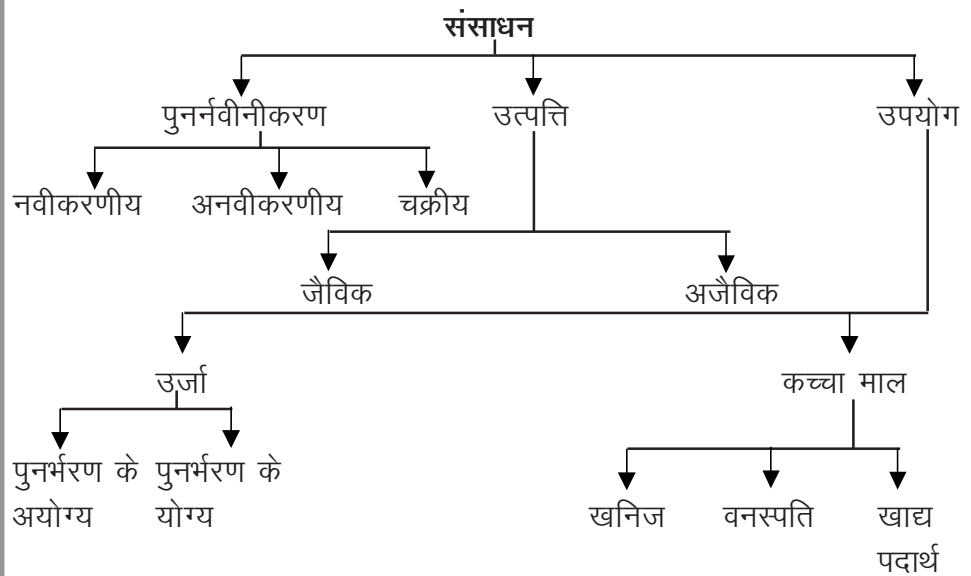 संसाधन
पुनर्नवीनीकरण उत्पत्ति उपयोग
नवीकरणीय अनवीकरणीय चक्रीय
जैविक अजैविक
उर्जा कच्चा माल
पुनर्भरण के पुनर्भरण के
अयोग्य योग्य खनिज वनस्पति खाद्य
पदार्थ